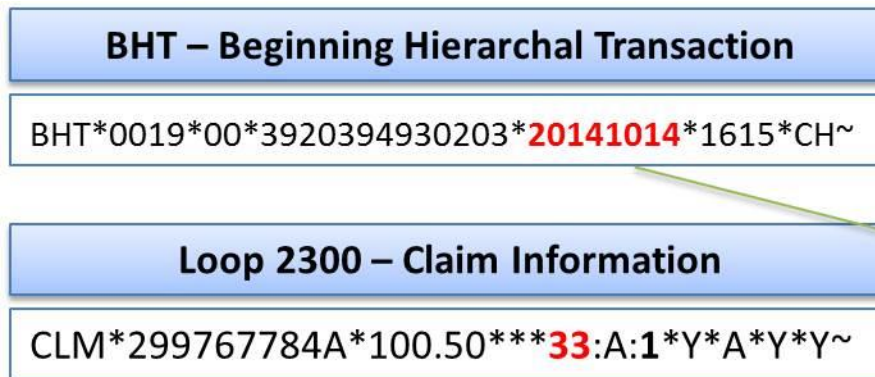 BHT – Beginning Hierarchal Transaction
BHT*0019*00*3920394930203*20141014*1615*CH~
Loop 2300 – Claim Information
CLM*299767784A*100.50***33:A:1*Y*A*Y*Y~